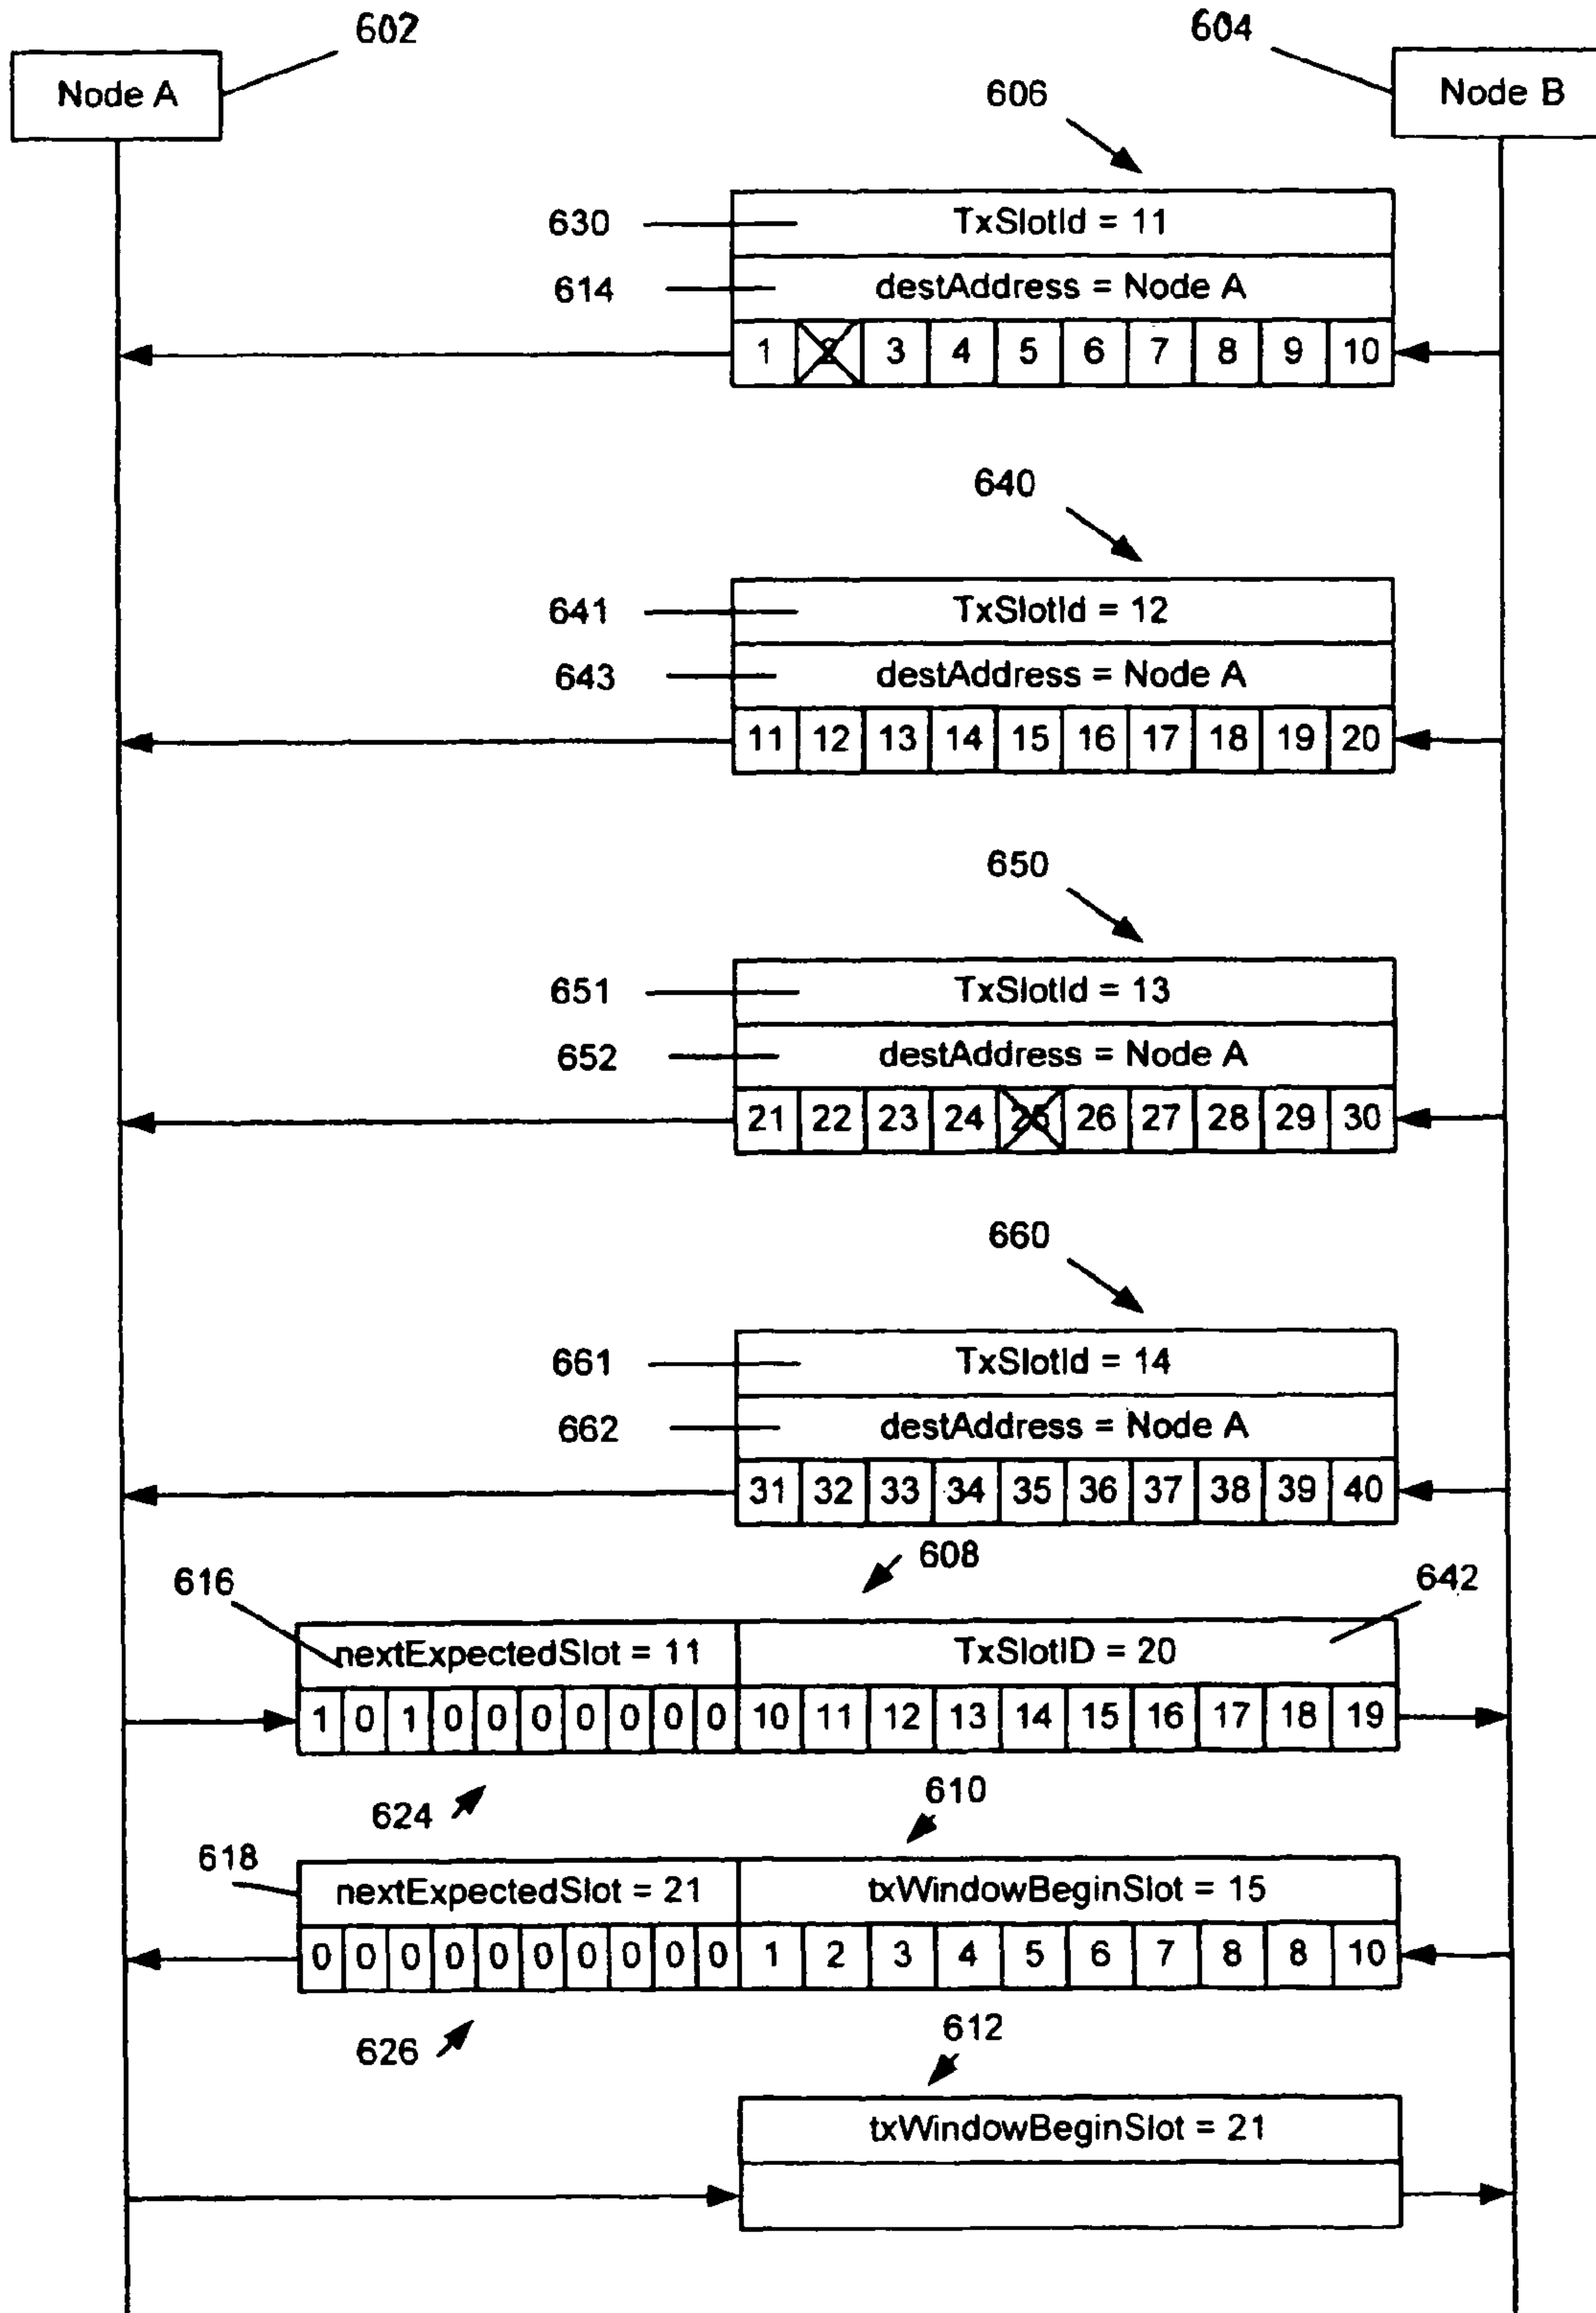 602
604
Node A
Node B
606
630
TxSlotId = 11
614
destAddress = Node A
1 2 3 4 5 6 7 8 9 10
640
641
TxSlotId = 12
643
destAddress = Node A
11 12 13 14 15 16 17 18 19 20
650
651
TxSlotId = 13
652
destAddress = Node A
21 22 23 24 25 26 27 28 29 30
660
661
TxSlotId = 14
662
destAddress = Node A
31 32 33 34 35 36 37 38 39 40
608
616
642
nextExpectedSlot = 11 TxSlotID = 20
1 0 1 0 0 0 0 0 0 0 10 11 12 13 14 15 16 17 18 19
624
610
618
nextExpectedSlot = 21 txWindowBeginSlot = 15
0 0 0 0 0 0 0 0 0 0 1 2 3 4 5 6 7 8 8 10
626
612
txWindowBeginSlot = 21